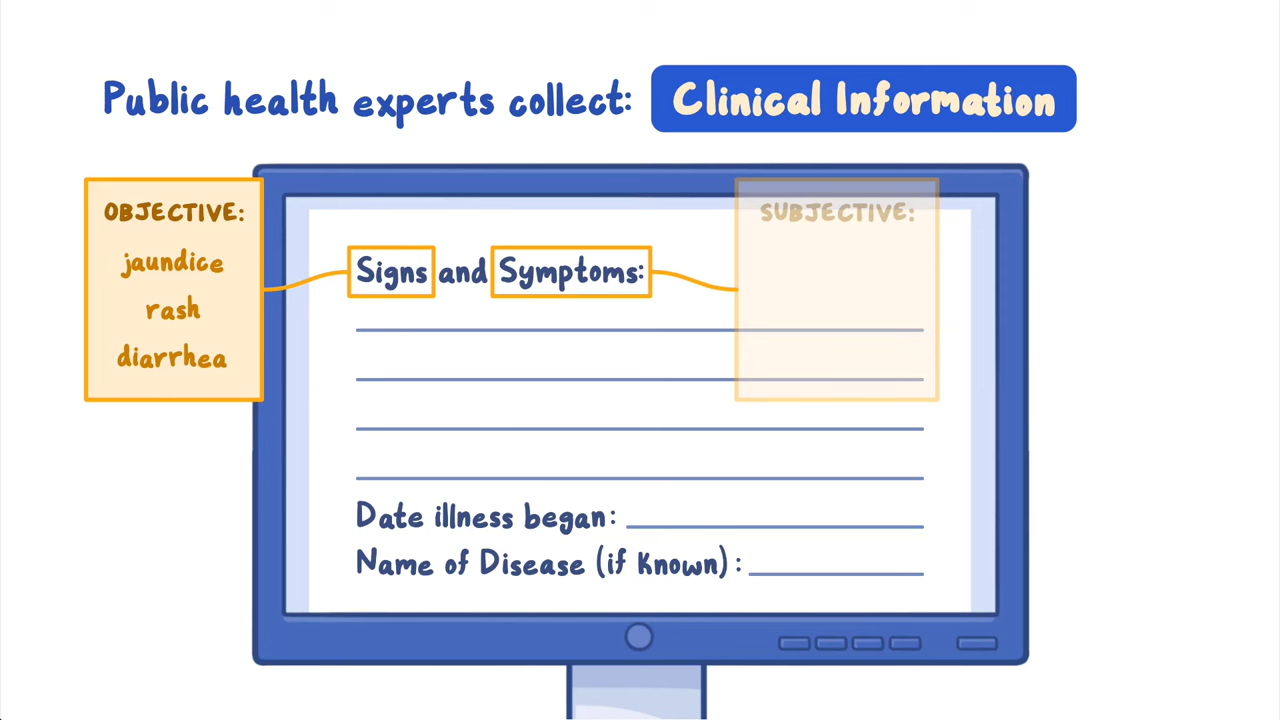 Public health experts collect: Clinical Information
OBJECTIVE:
jaundice
rash
diarrhea
SUBJECTIVE:
Signs and Symptoms:
Date illness began:
Name of Disease (if known):